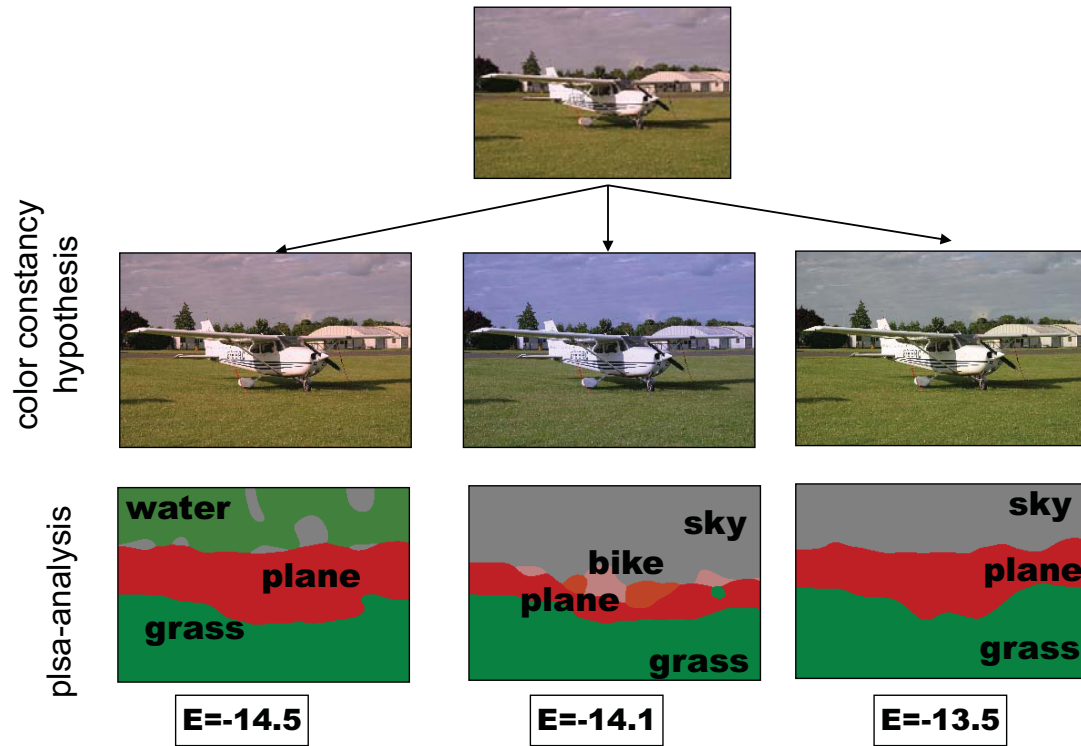 color constancy
hypothesis
plsa-analysis
water
plane
grass
sky
bike
plane
grass
sky
plane
grass
E=-14.5
E=-14.1
E=-13.5